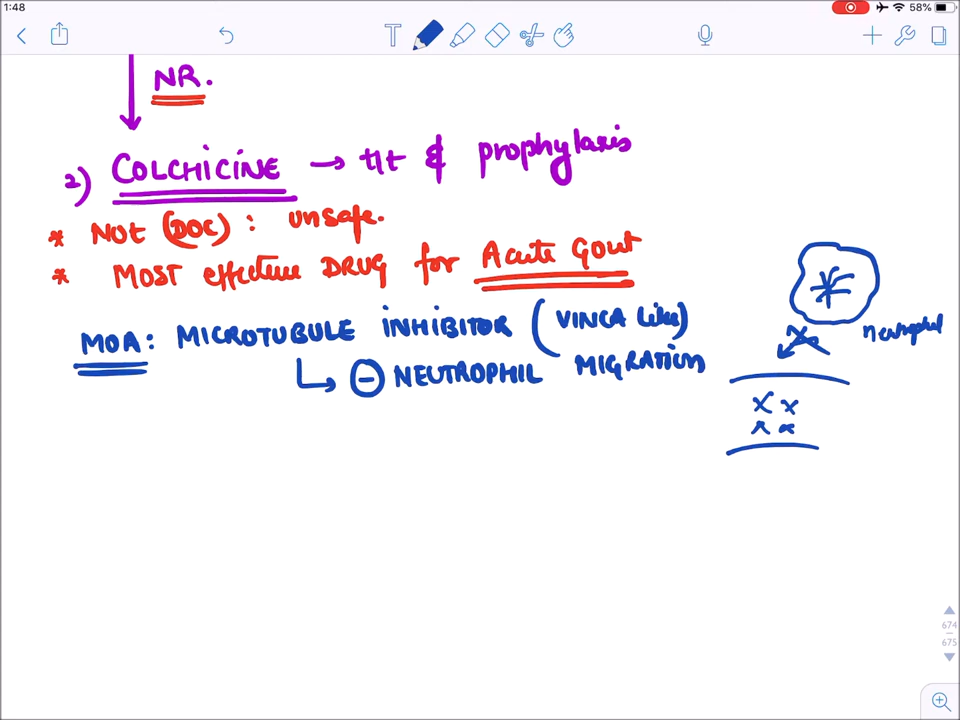 1:48
58%
T
NR.
2) COLCHICINE → t/t & prophylaxis
* NOT (DOC) : unsafe.
* MOST effective DRUG for Acute Gout
MOA: MICROTUBULE INHIBITOR (VINCA like)
↳ ⊖ NEUTROPHIL MIGRATION
neutrophil
x x
x x
674
675